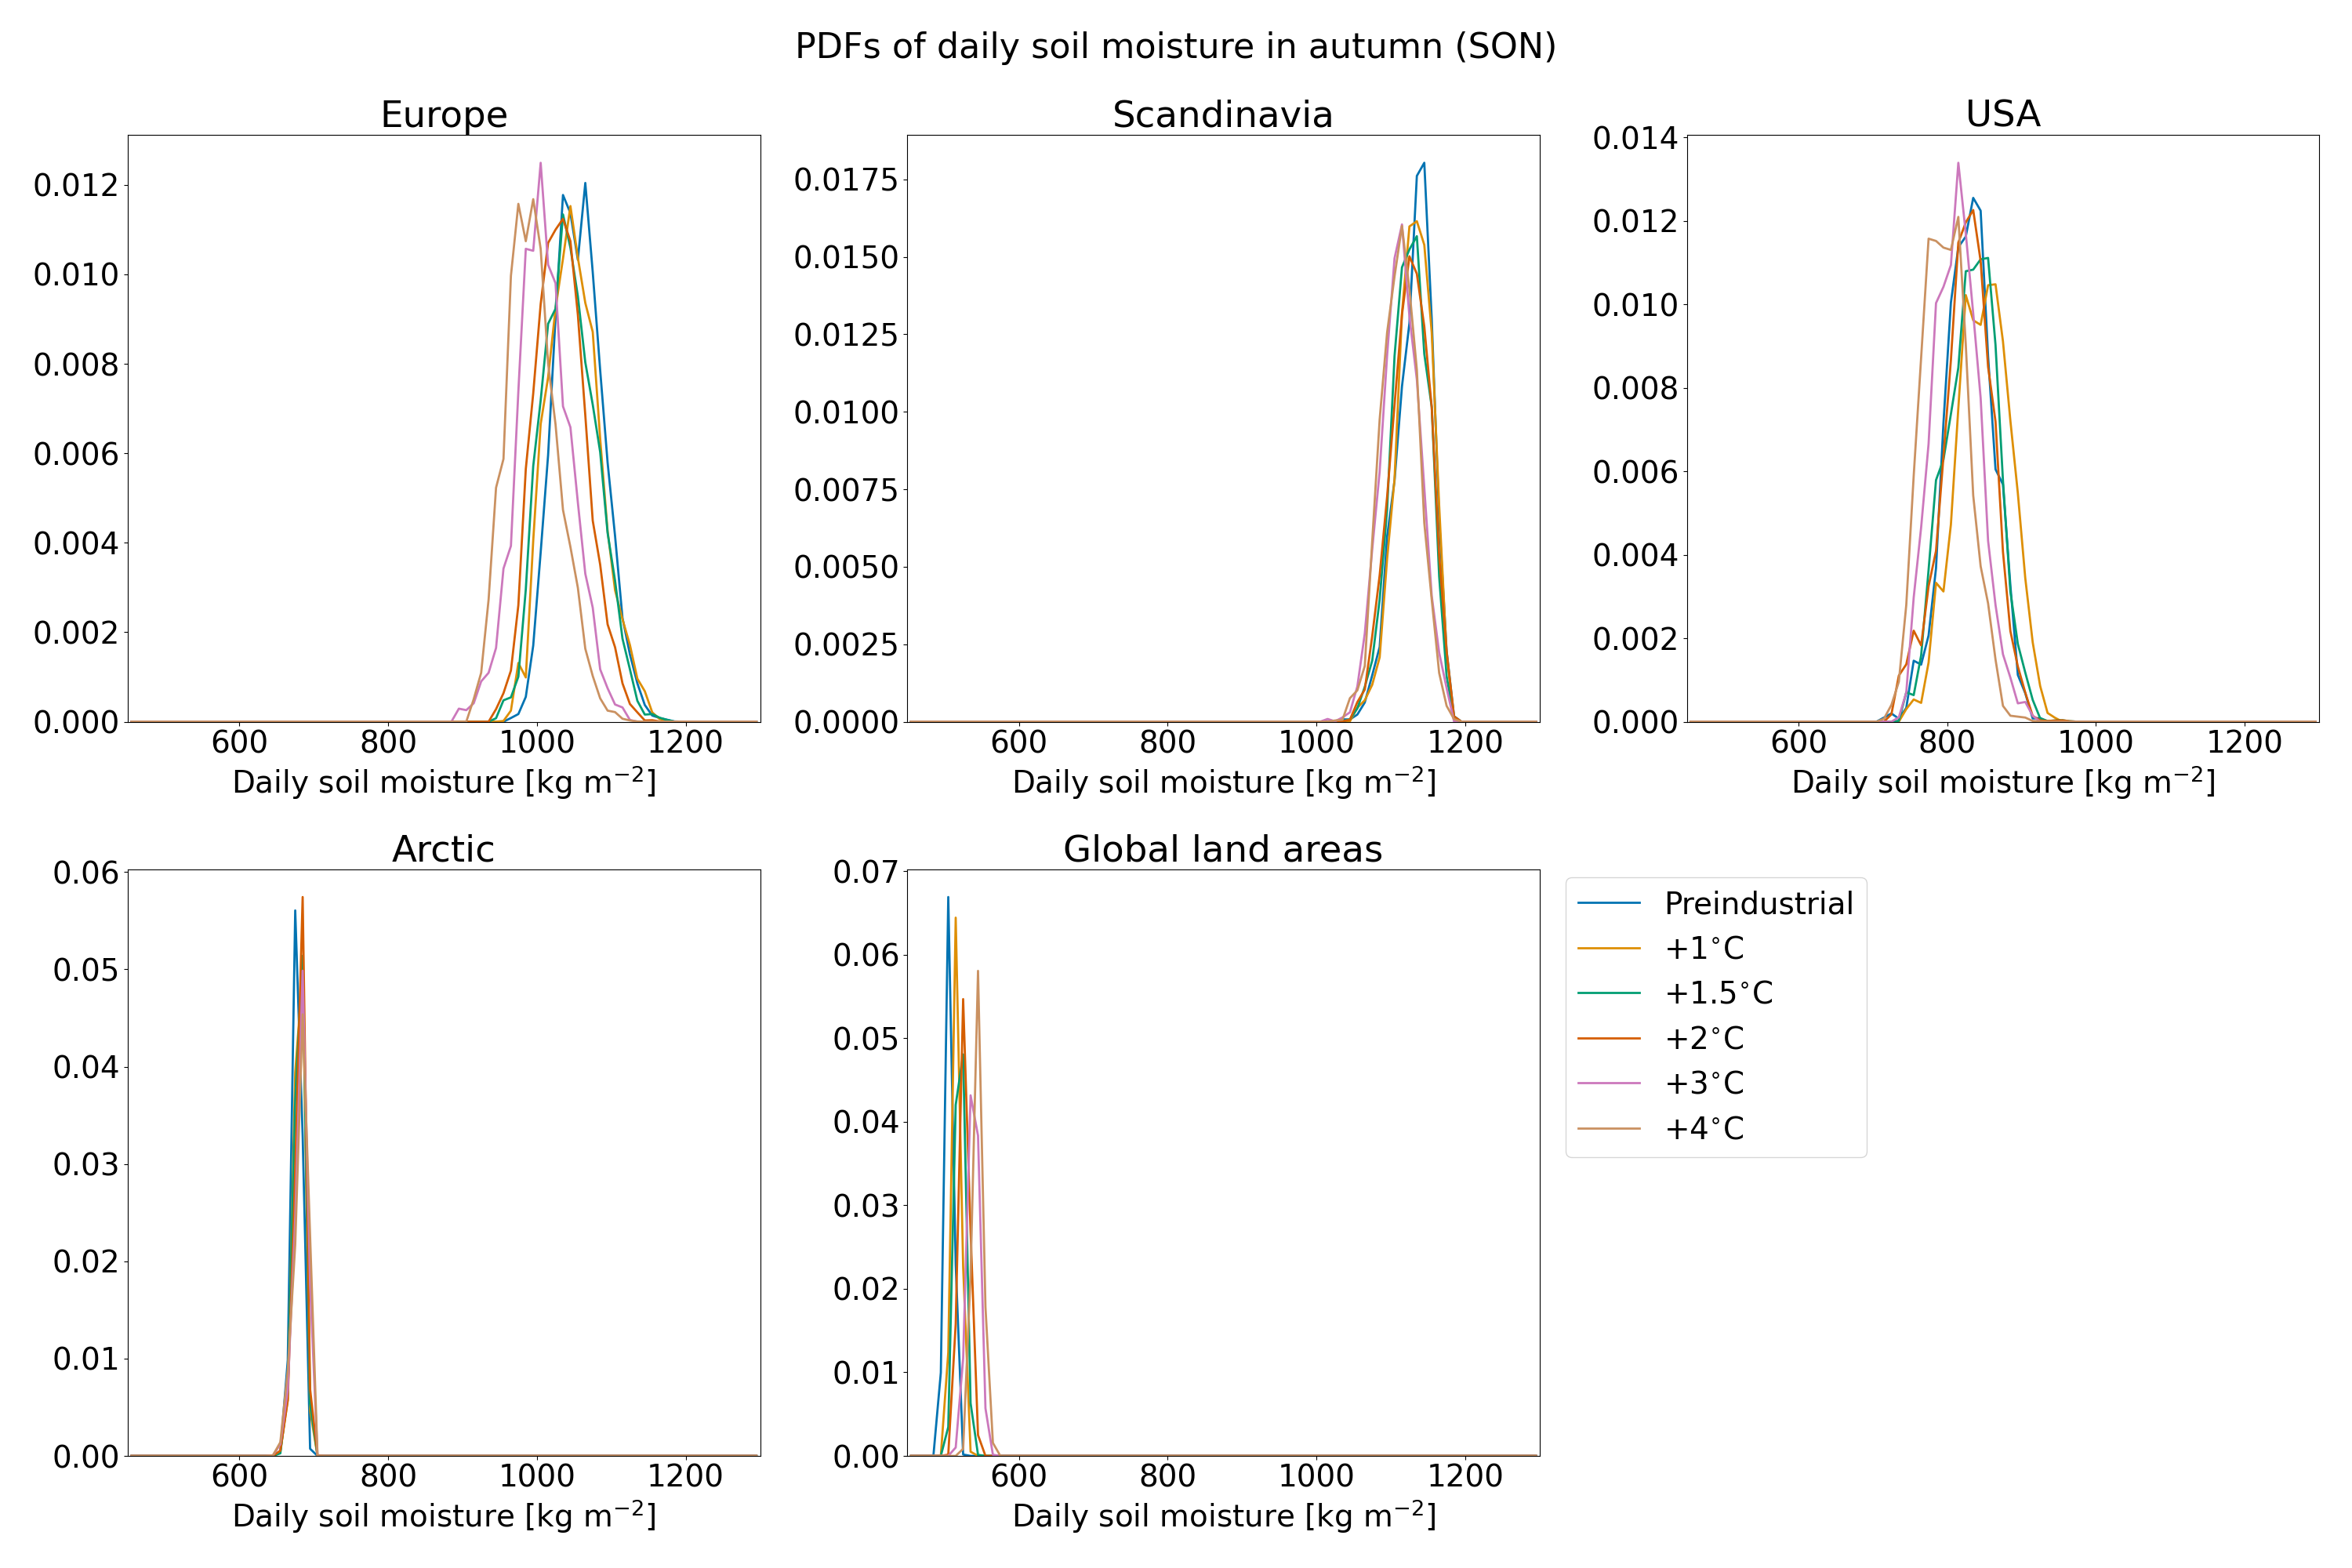 PDFs of daily soil moisture in autumn (SON)
Europe
0.012
0.010
0.008
0.006
0.004
0.002
0.000
600 800 1000 1200
Daily soil moisture [kg m⁻²]
Scandinavia
0.0175
0.0150
0.0125
0.0100
0.0075
0.0050
0.0025
0.0000
600 800 1000 1200
Daily soil moisture [kg m⁻²]
USA
0.014
0.012
0.010
0.008
0.006
0.004
0.002
0.000
600 800 1000 1200
Daily soil moisture [kg m⁻²]
Arctic
0.06
0.05
0.04
0.03
0.02
0.01
0.00
600 800 1000 1200
Daily soil moisture [kg m⁻²]
Global land areas
0.07
0.06
0.05
0.04
0.03
0.02
0.01
0.00
600 800 1000 1200
Daily soil moisture [kg m⁻²]
Preindustrial
+1°C
+1.5°C
+2°C
+3°C
+4°C